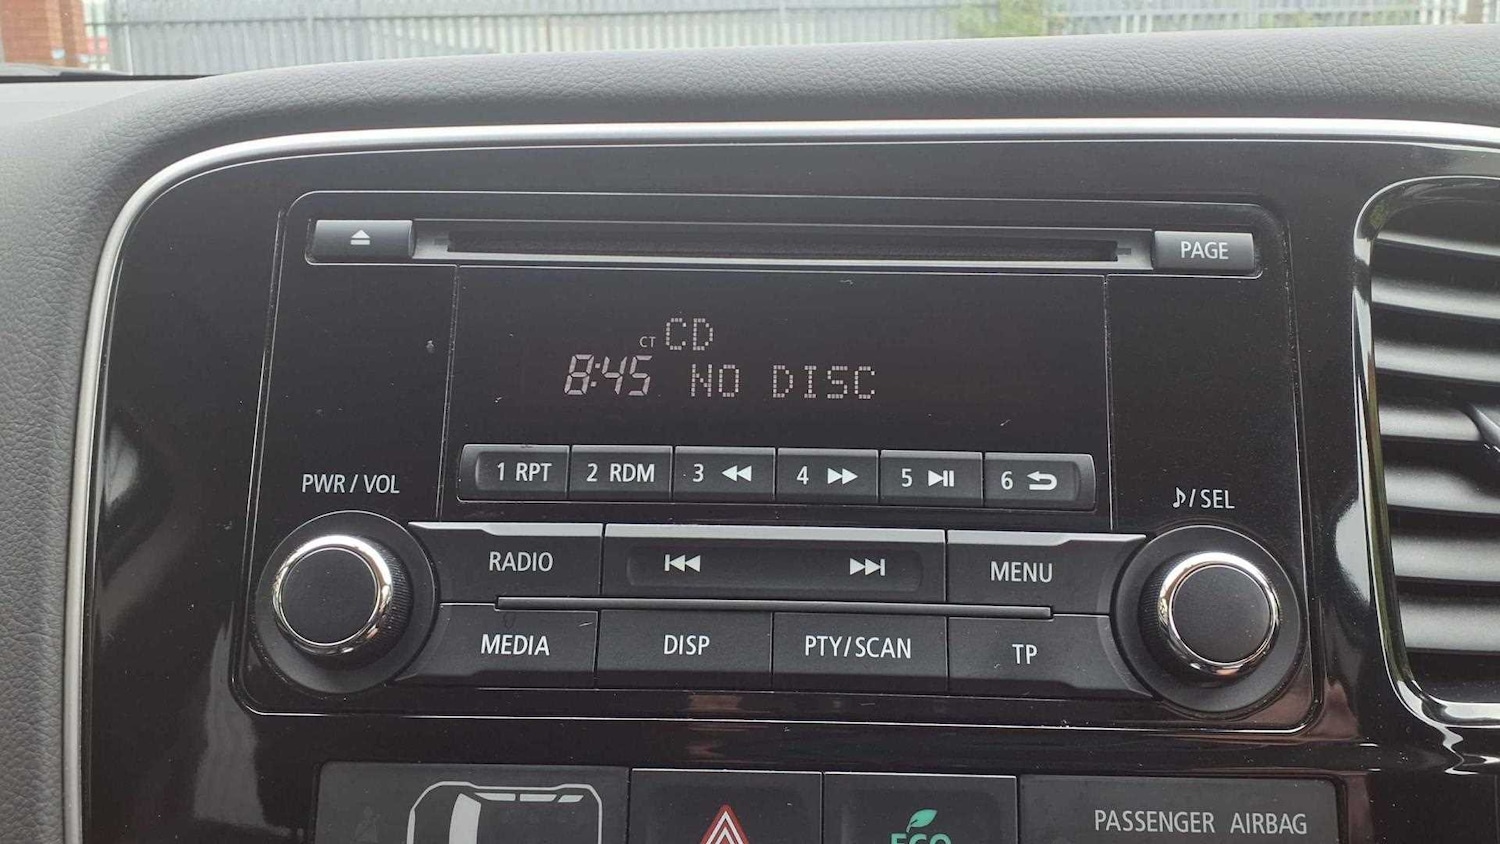 PAGE
CT CD
8:45 NO DISC
1 RPT 2 RDM 3 4 5 6
PWR / VOL
♪/ SEL
RADIO
MENU
MEDIA
DISP
PTY/SCAN
TP
ECO
PASSENGER AIRBAG